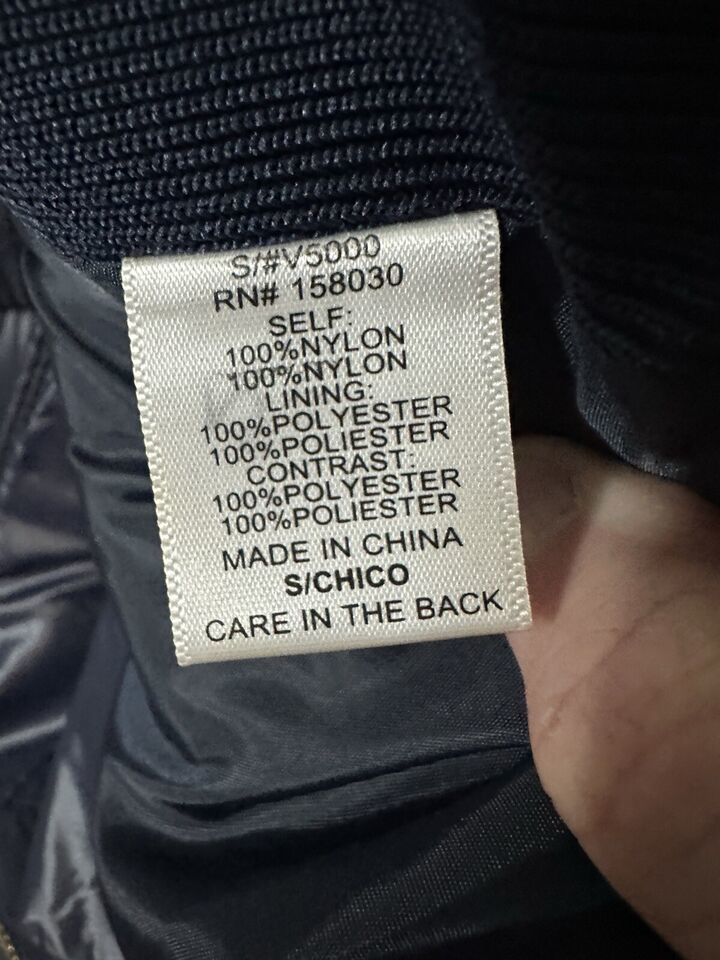 S/#V5000
RN# 158030
SELF:
100%NYLON
100%NYLON
LINING:
100%POLYESTER
100%POLIESTER
CONTRAST:
100%POLYESTER
100%POLIESTER
MADE IN CHINA
S/CHICO
CARE IN THE BACK